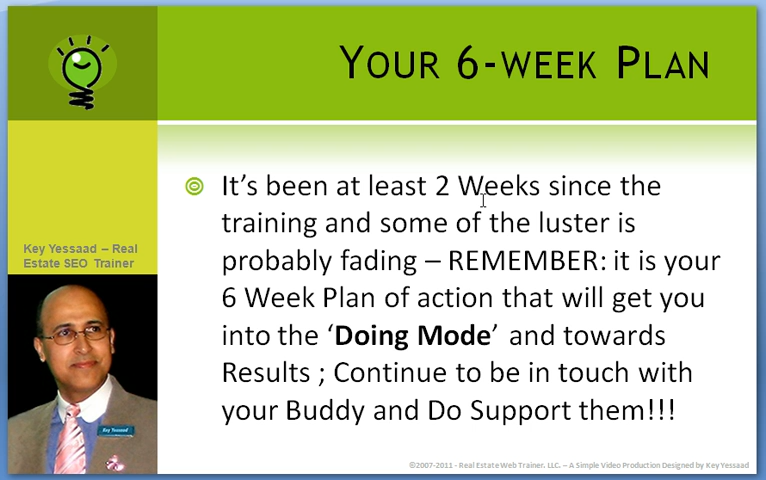 YOUR 6-WEEK PLAN
It’s been at least 2 Weeks since the
training and some of the luster is
probably fading – REMEMBER: it is your
6 Week Plan of action that will get you
into the ‘Doing Mode’ and towards
Results ; Continue to be in touch with
your Buddy and Do Support them!!!
Key Yessaad – Real
Estate SEO Trainer
Key Yessaad
©2007-2011 - Real Estate Web Trainer, LLC. – A Simple Video Production Designed by Key Yessaad